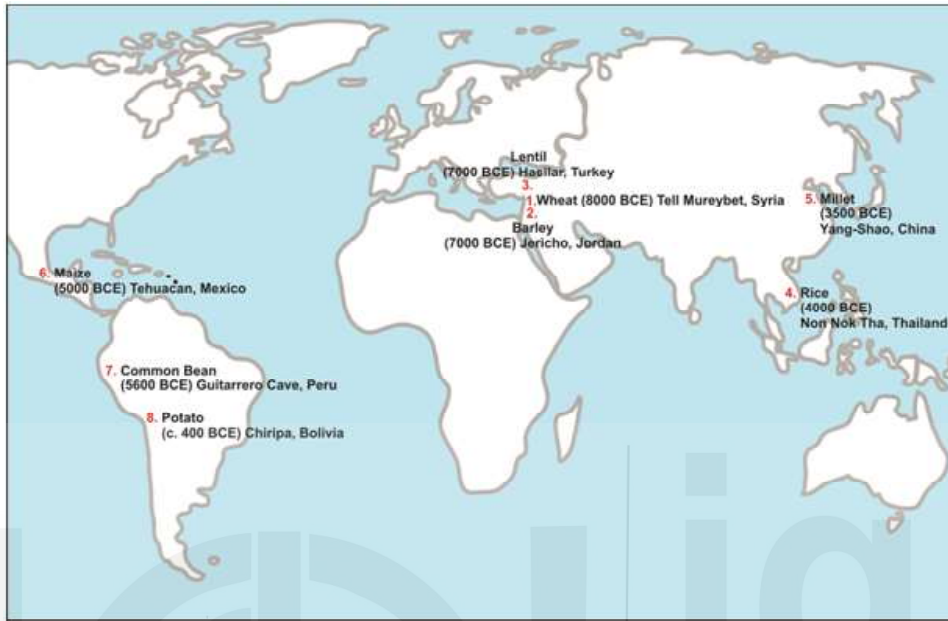 Lentil
(7000 BCE) Hacilar, Turkey
3.
1.Wheat (8000 BCE) Tell Mureybet, Syria
2.
Barley
(7000 BCE) Jericho, Jordan
5. Millet
(3500 BCE)
Yang-Shao, China
6. Maize
(5000 BCE) Tehuacan, Mexico
4. Rice
(4000 BCE)
Non Nok Tha, Thailand
7. Common Bean
(5600 BCE) Guitarrero Cave, Peru
8. Potato
(c. 400 BCE) Chiripa, Bolivia